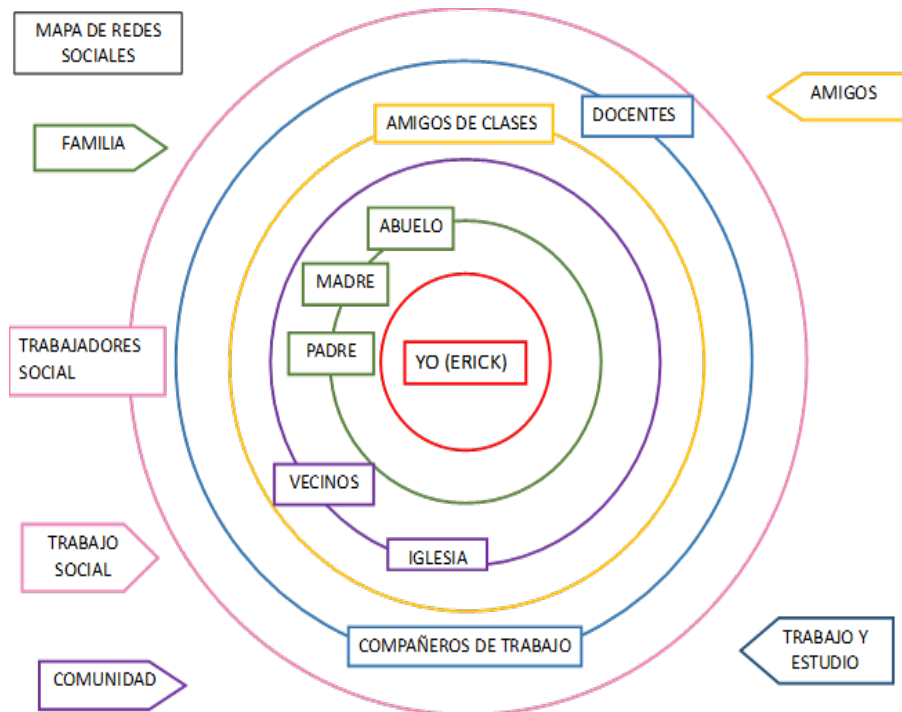 MAPA DE REDES
SOCIALES
AMIGOS
DOCENTES
AMIGOS DE CLASES
FAMILIA
ABUELO
MADRE
PADRE
YO (ERICK)
TRABAJADORES
SOCIAL
VECINOS
IGLESIA
TRABAJO
SOCIAL
COMPAÑEROS DE TRABAJO
TRABAJO Y
ESTUDIO
COMUNIDAD